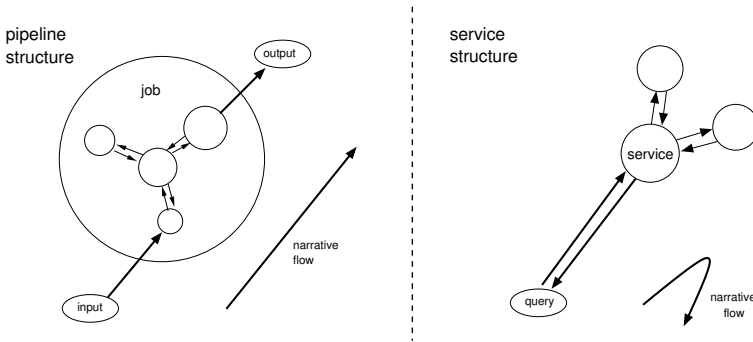 pipeline
structure
job
output
input
narrative
flow
service
structure
service
query
narrative
flow